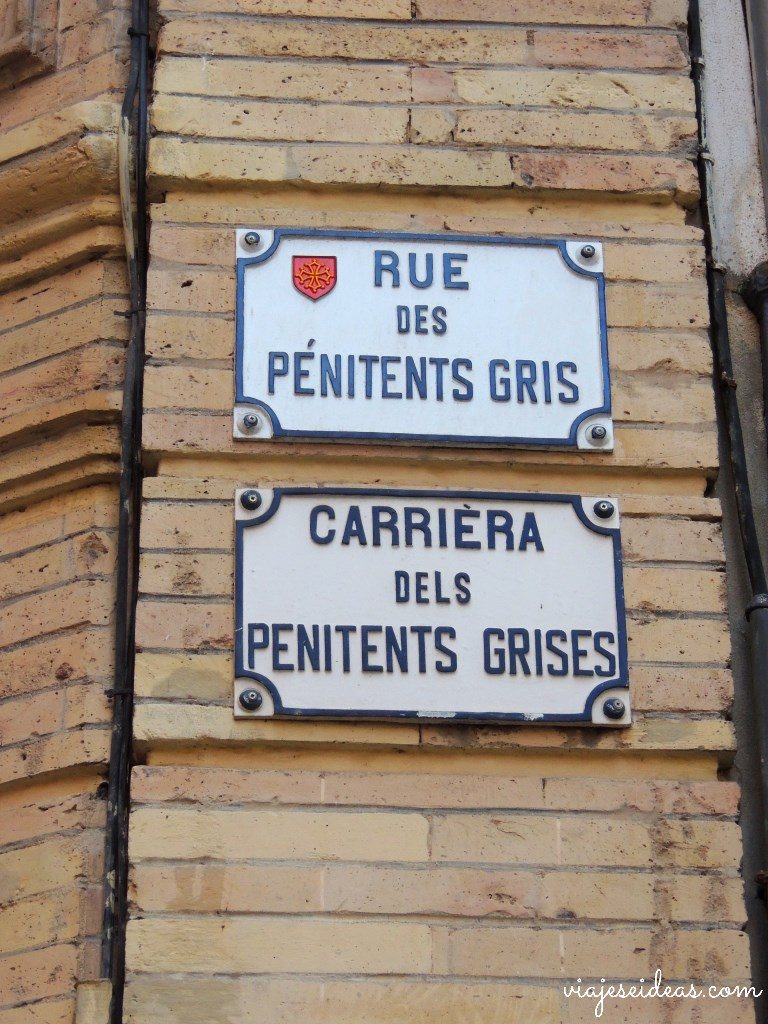 RUE
DES
PÉNITENTS GRIS
CARRIÈRA
DELS
PENITENTS GRISES
viajeseideas.com